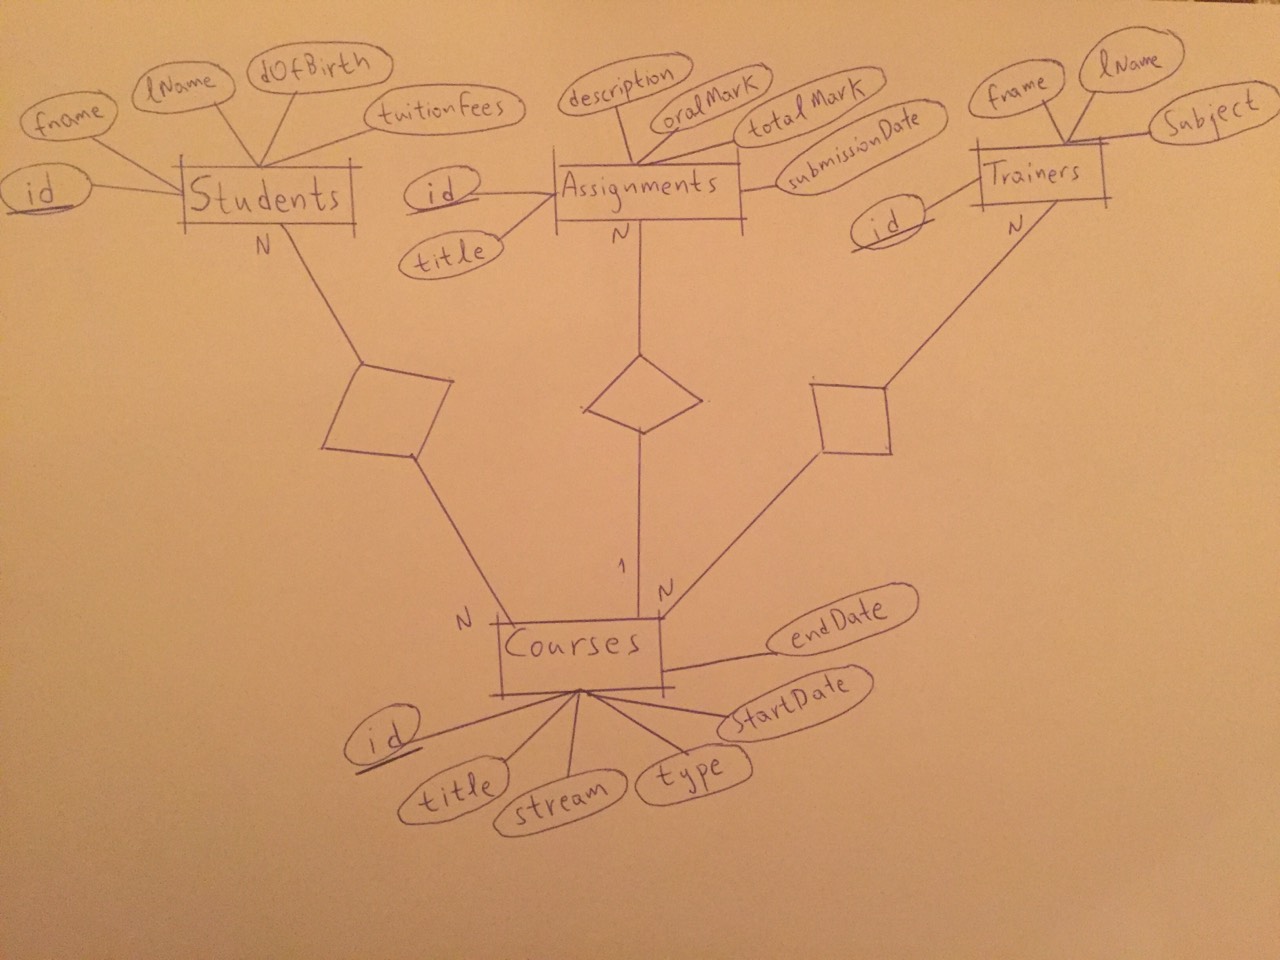 fname
lName
dOfBirth
tuitionFees
id
Students
N
description
oralMark
totalMark
submissionDate
id
title
Assignments
N
fname
lName
Subject
id
Trainers
N
N
1
N
Courses
endDate
startDate
type
stream
title
id